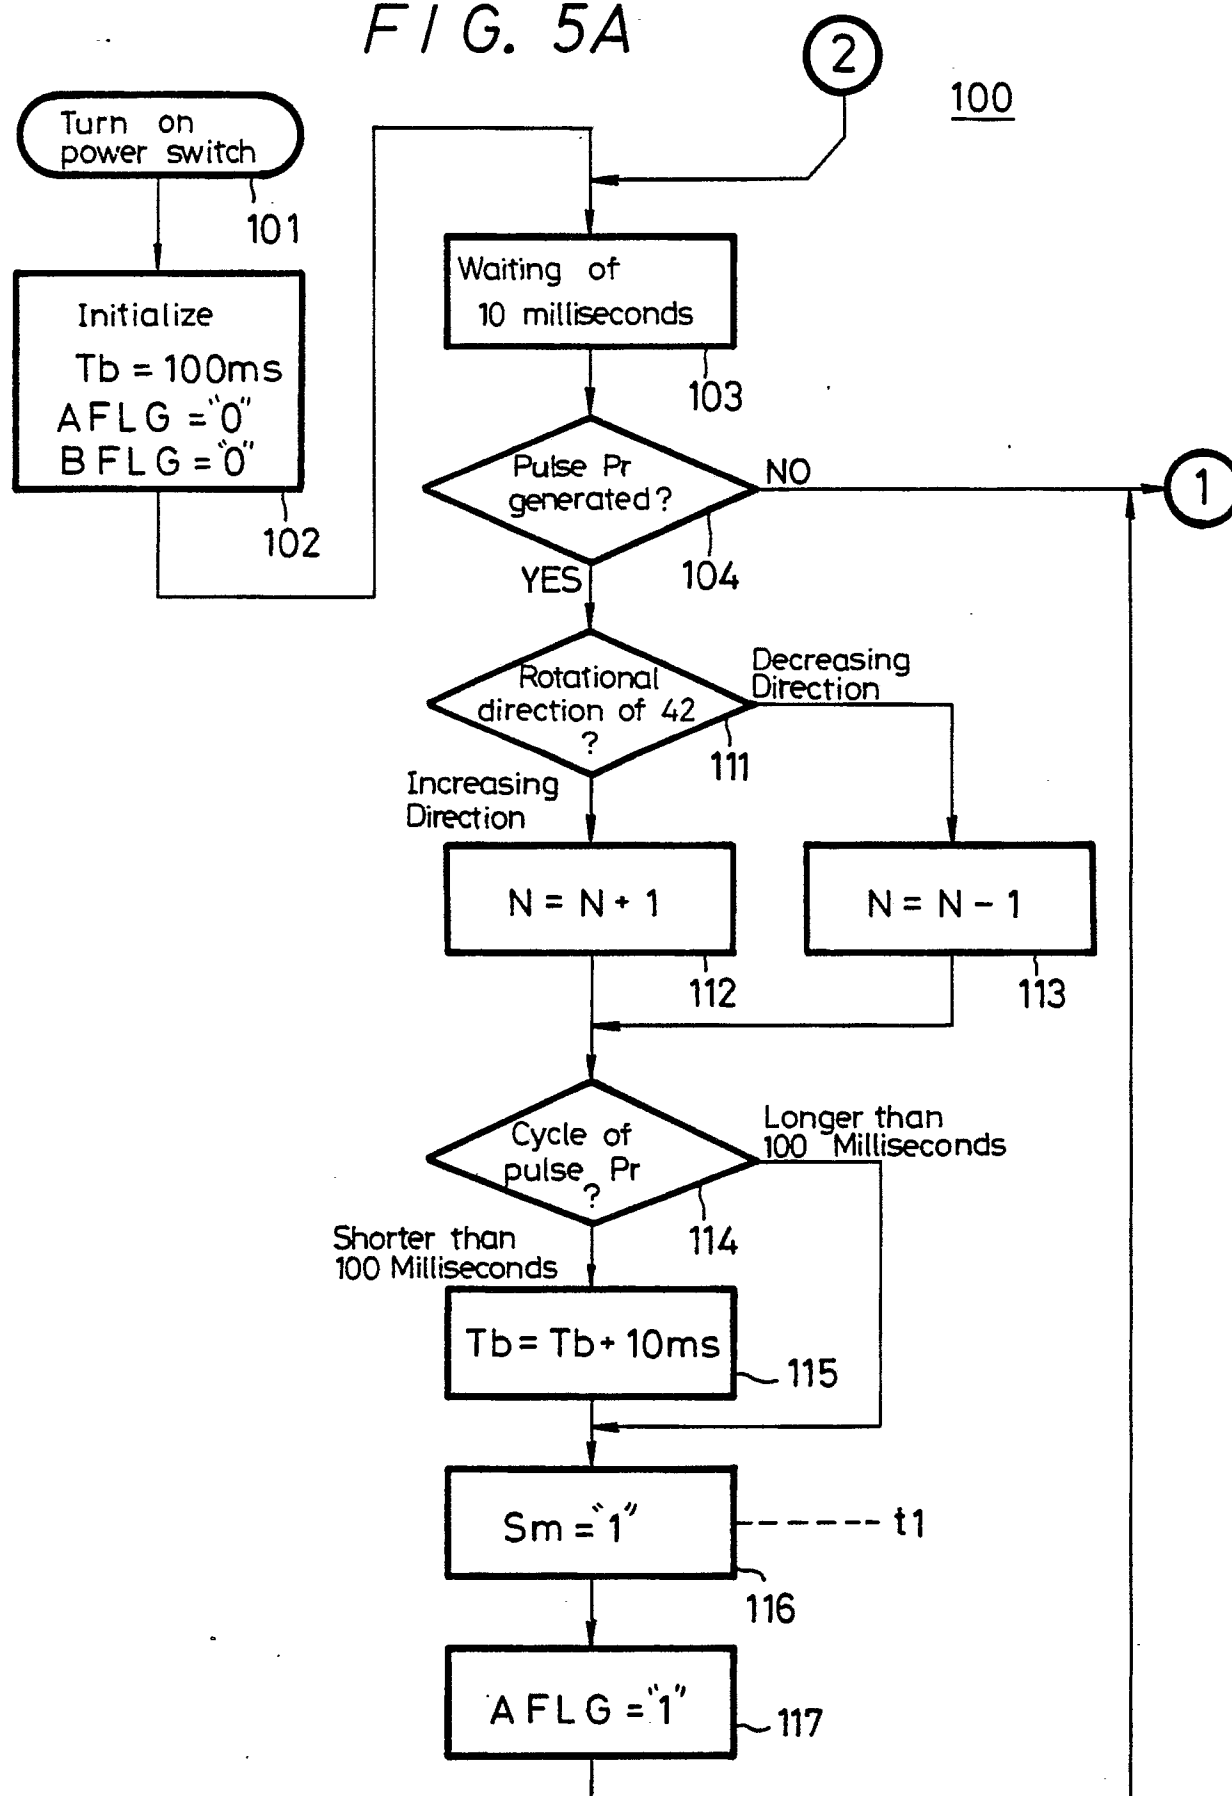 FIG. 5A
2
100
Turn on
power switch
101
Initialize
Tb = 100ms
AFLG = "0"
BFLG = "0"
102
Waiting of
10 milliseconds
103
Pulse Pr
generated?
NO
1
104
YES
Rotational
direction of 42
?
Decreasing
Direction
111
Increasing
Direction
N = N + 1
112
N = N - 1
113
Cycle of
pulse Pr
?
Longer than
100 Milliseconds
114
Shorter than
100 Milliseconds
Tb = Tb + 10ms
115
Sm = "1"
t1
116
AFLG = "1"
117